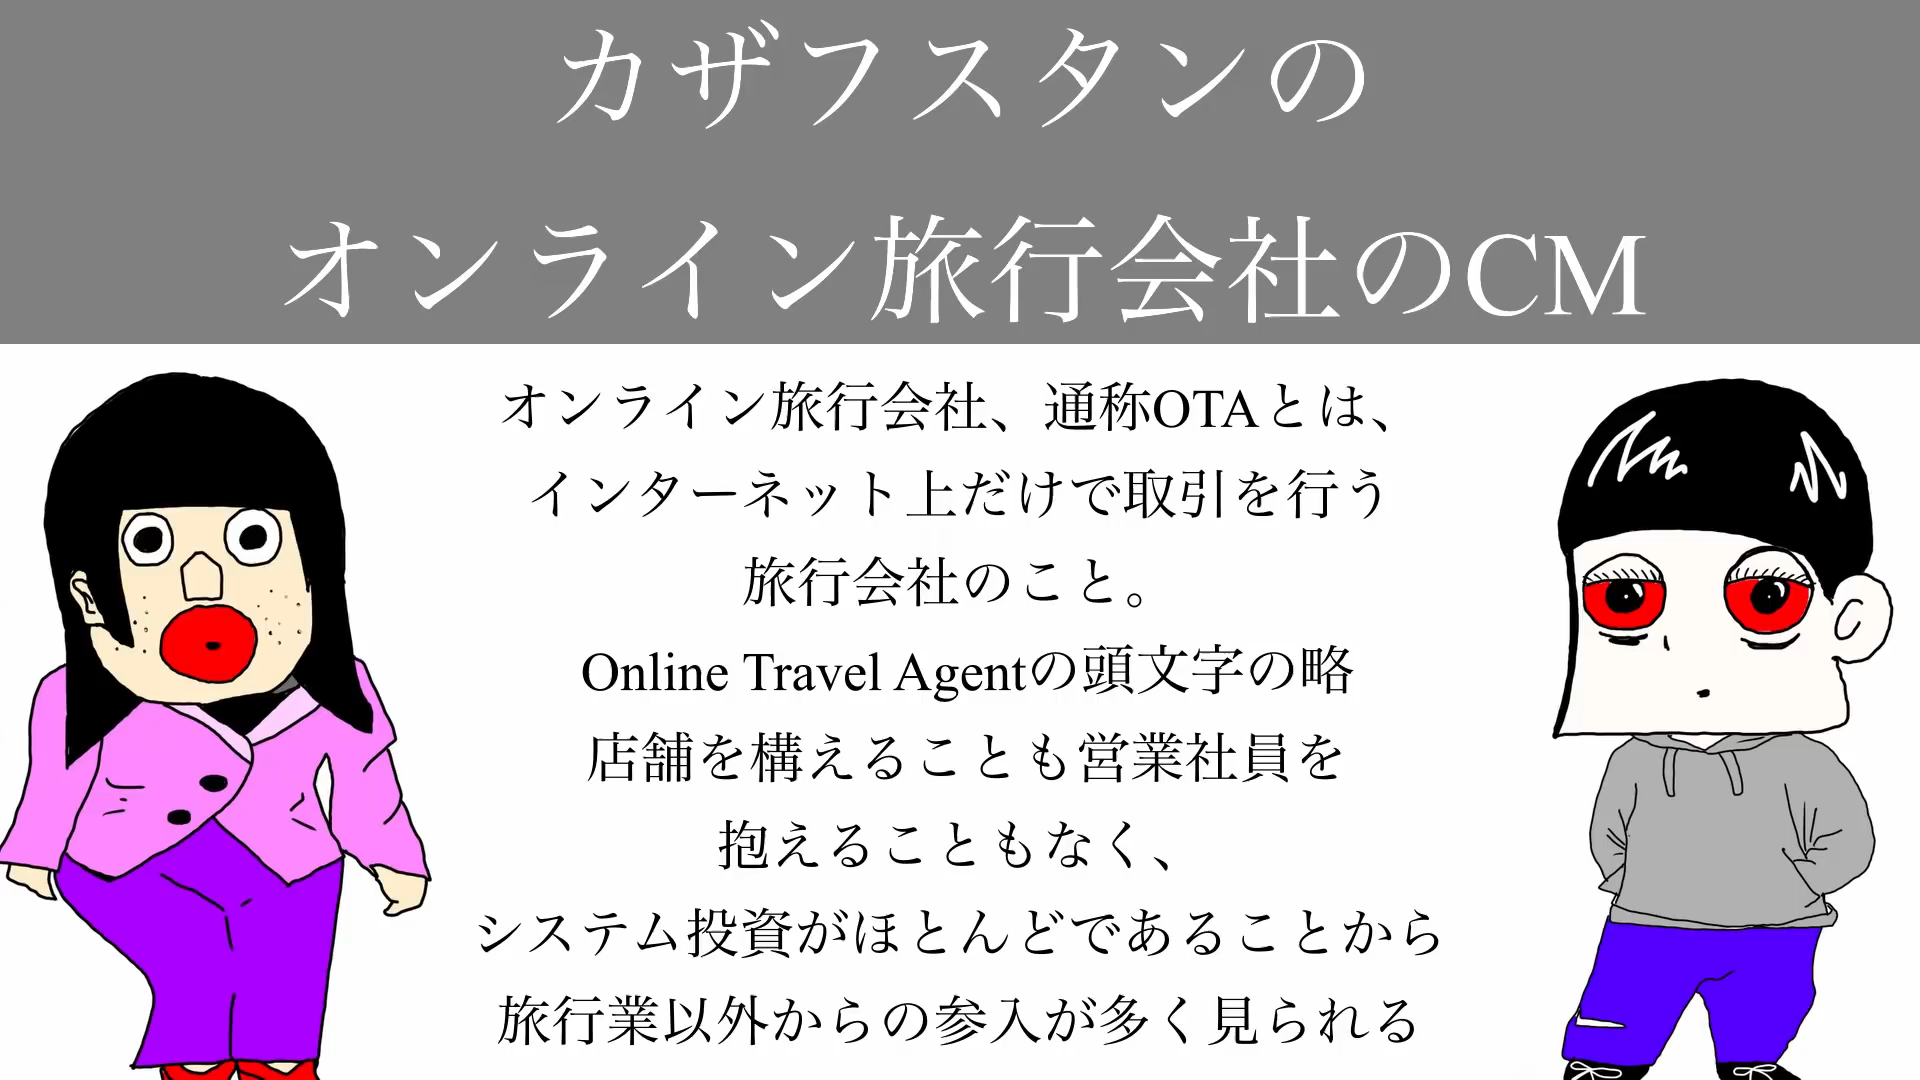 カザフスタンの
オンライン旅行会社のCM
オンライン旅行会社、通称OTAとは、
インターネット上だけで取引を行う
旅行会社のこと。
Online Travel Agentの頭文字の略
店舗を構えることも営業社員を
抱えることもなく、
システム投資がほとんどであることから
旅行業以外からの参入が多く見られる